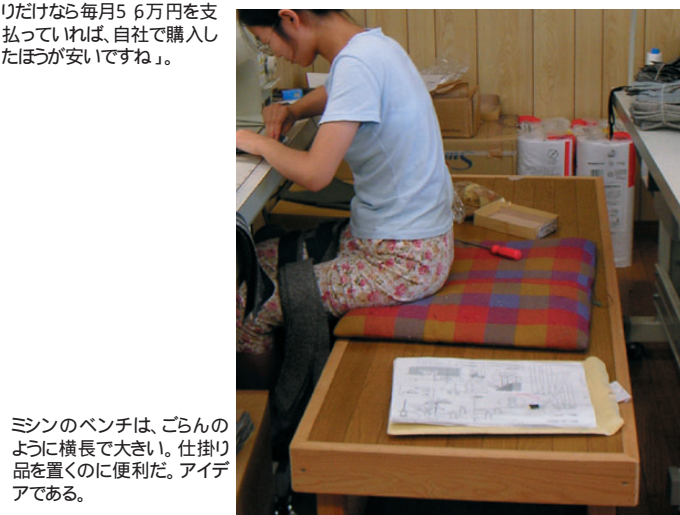 りだけなら毎月5 6万円を支
払っていれば、自社で購入し
たほうが安いですね」。
ミシンのベンチは、ごらんの
ように横長で大きい。仕掛り
品を置くのに便利だ。アイデ
アである。